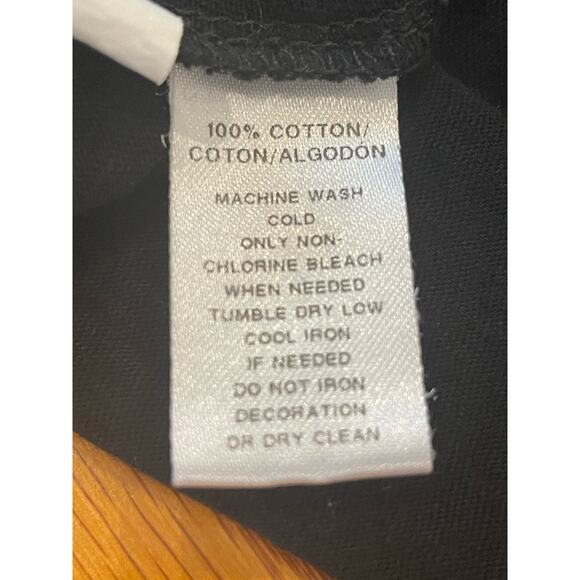 100% COTTON/
COTON/ALGODON
MACHINE WASH
COLD
ONLY NON-
CHLORINE BLEACH
WHEN NEEDED
TUMBLE DRY LOW
COOL IRON
IF NEEDED
DO NOT IRON
DECORATION
OR DRY CLEAN